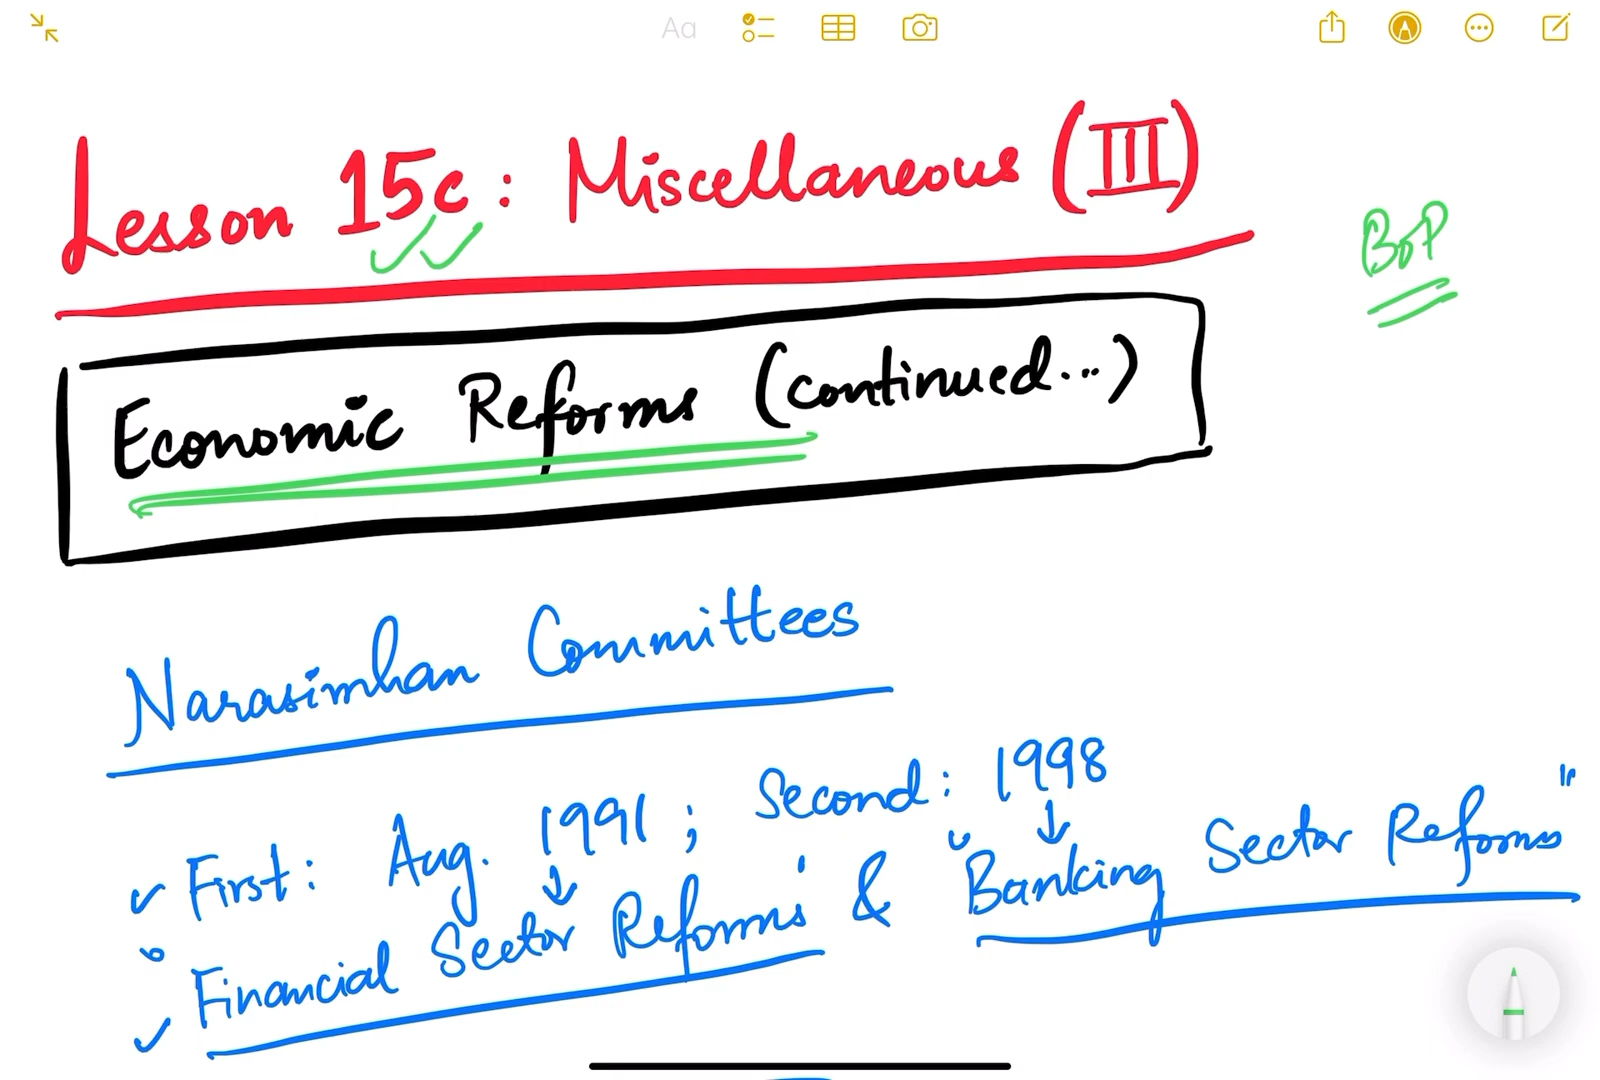 Aa
Lesson 15c: Miscellaneous (III)
BoP
Economic Reforms (continued...)
Narasimhan Committees
First: Aug. 1991; Second: 1998
Financial Sector Reforms' & "Banking Sector Reforms"